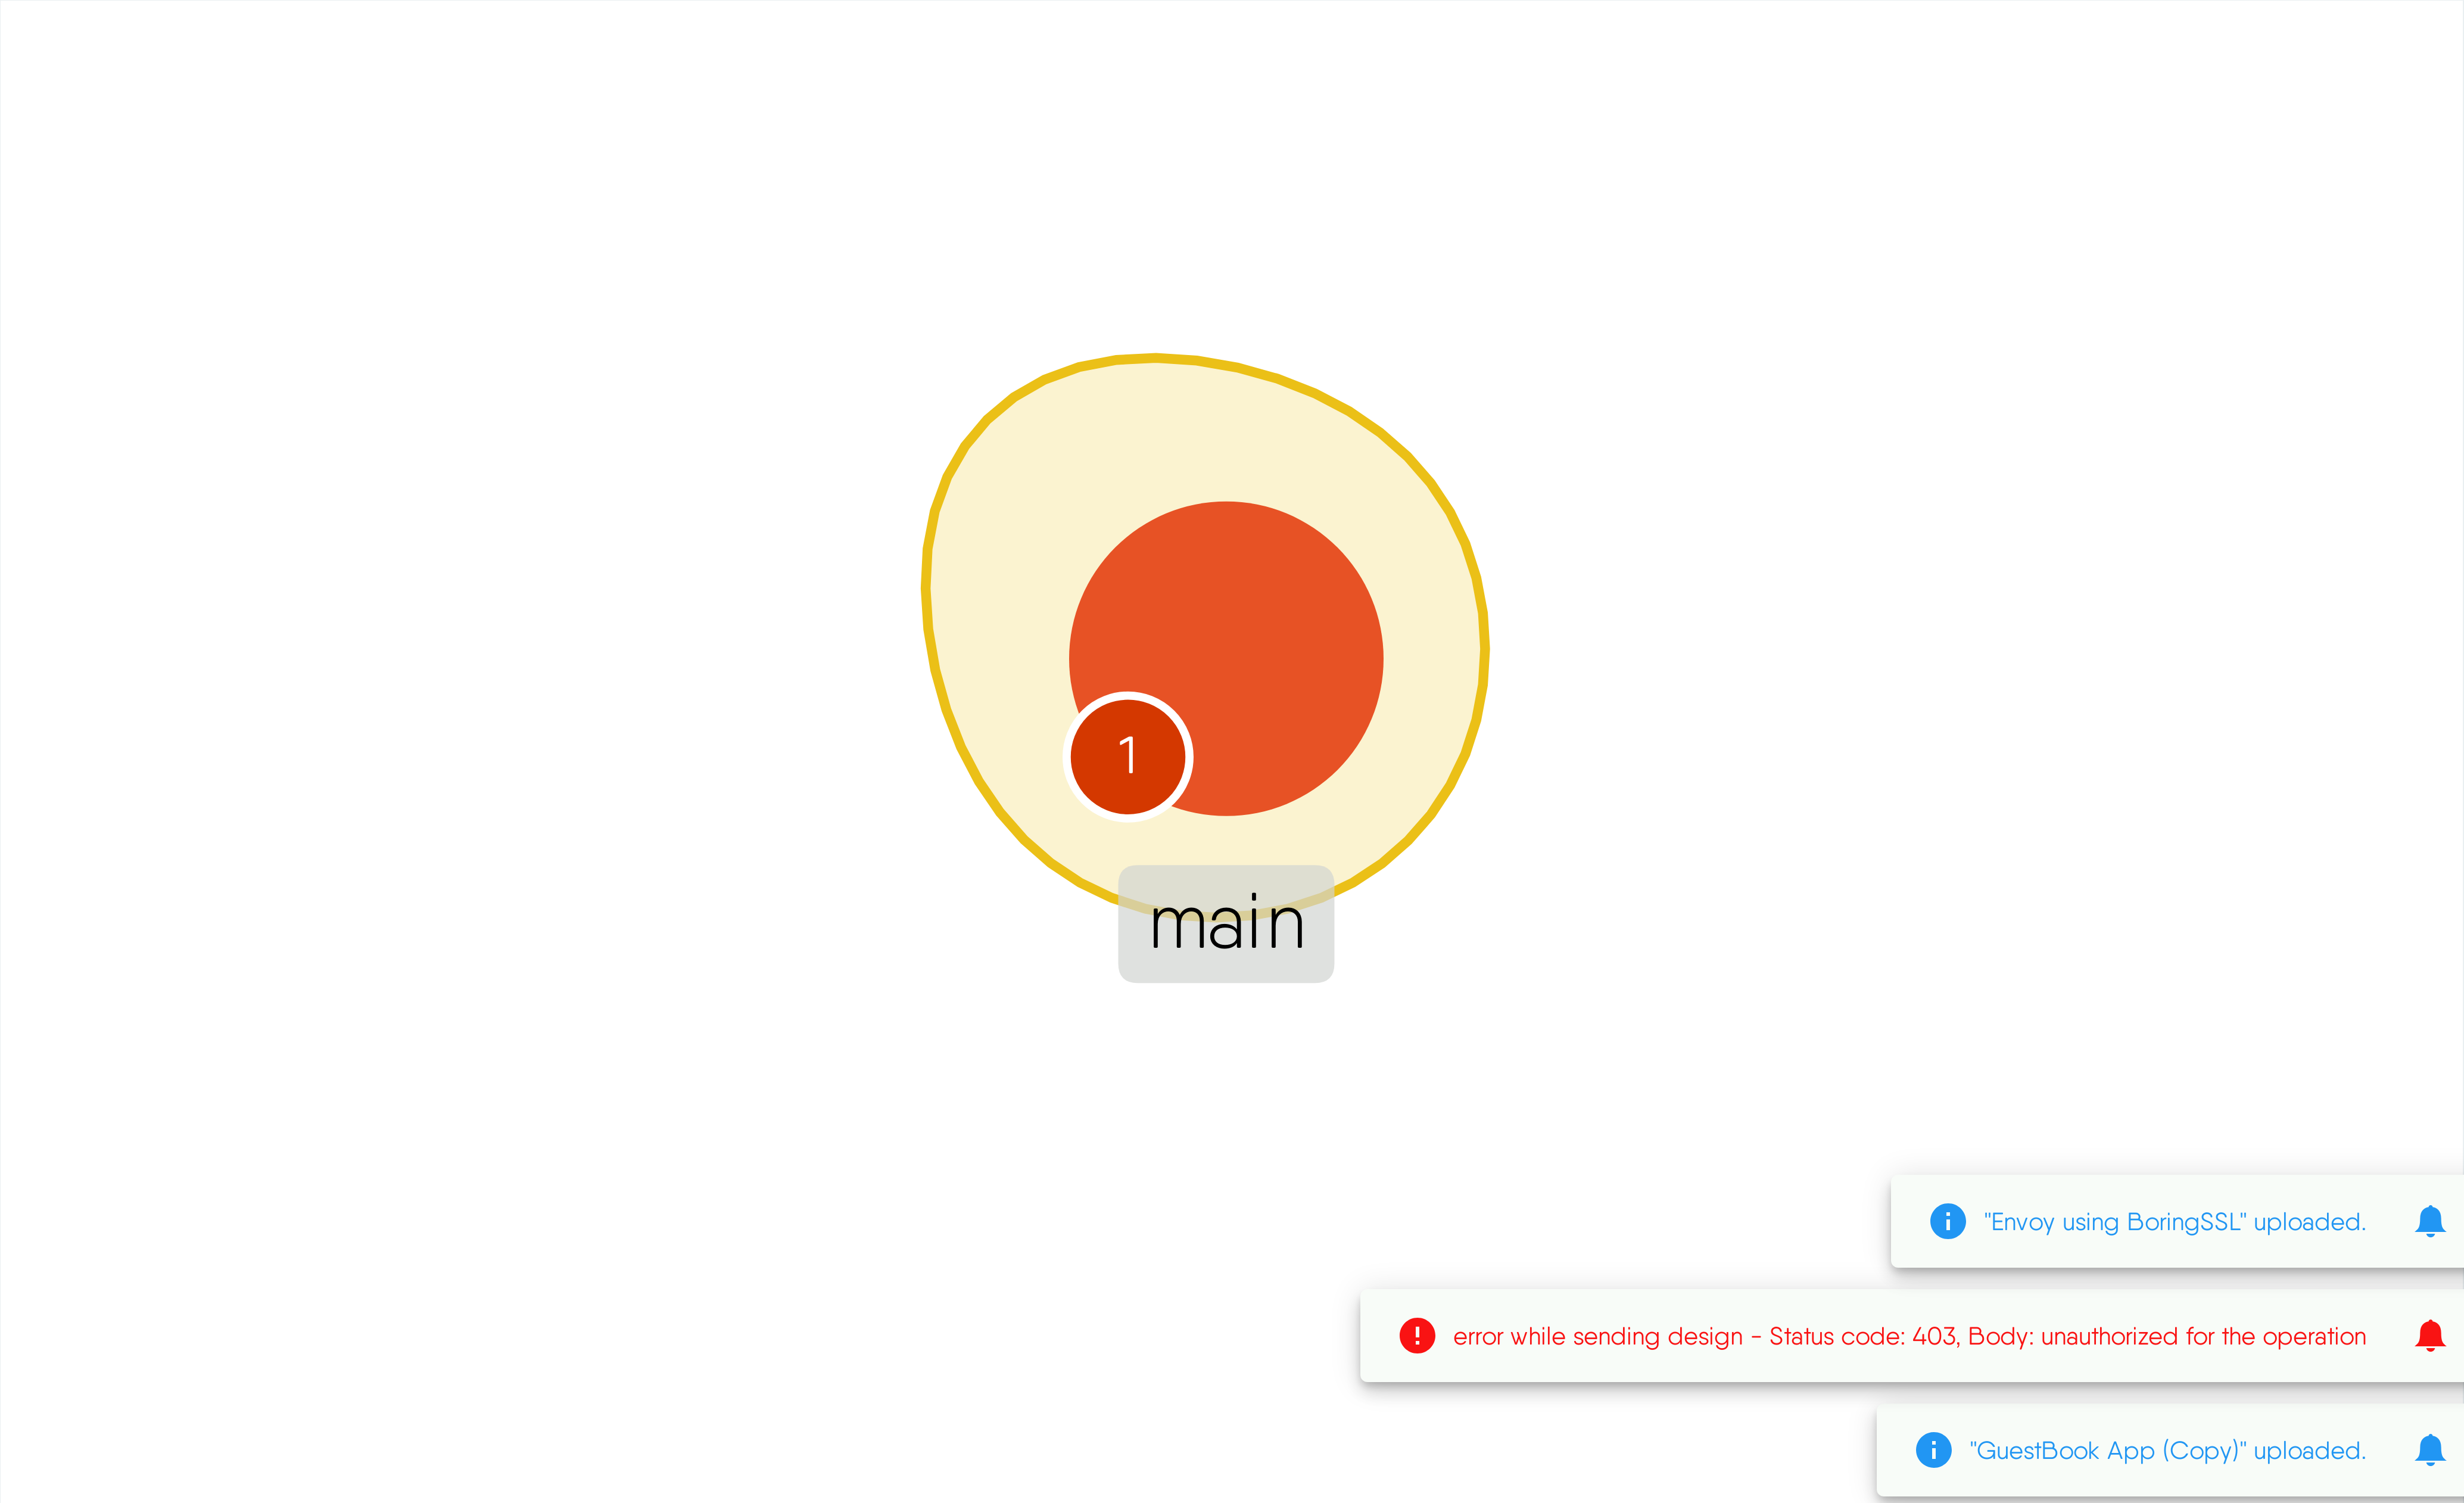 1
main
"Envoy using BoringSSL" uploaded.
error while sending design - Status code: 403, Body: unauthorized for the operation
"GuestBook App (Copy)" uploaded.